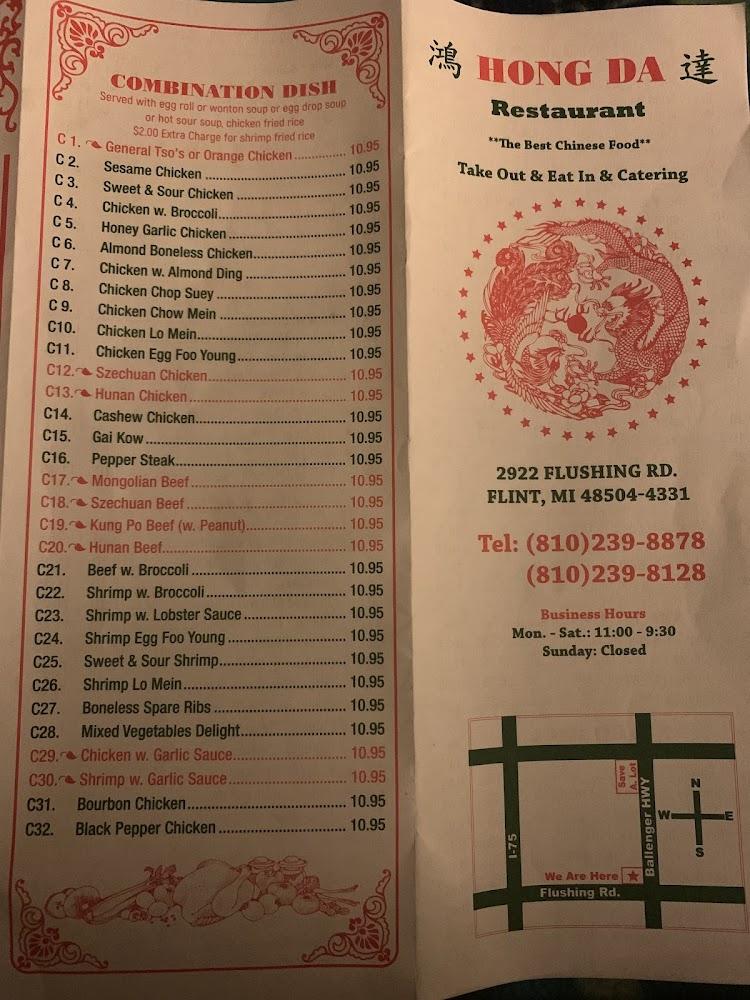 COMBINATION DISH
Served with egg roll or wonton soup or egg drop soup
or hot sour soup, chicken fried rice
$2.00 Extra Charge for shrimp fried rice
C 1. General Tso's or Orange Chicken 10.95
C 2. Sesame Chicken 10.95
C 3. Sweet & Sour Chicken 10.95
C 4. Chicken w. Broccoli 10.95
C 5. Honey Garlic Chicken 10.95
C 6. Almond Boneless Chicken 10.95
C 7. Chicken w. Almond Ding 10.95
C 8. Chicken Chop Suey 10.95
C 9. Chicken Chow Mein 10.95
C10. Chicken Lo Mein 10.95
C11. Chicken Egg Foo Young 10.95
C12. Szechuan Chicken 10.95
C13. Hunan Chicken 10.95
C14. Cashew Chicken 10.95
C15. Gai Kow 10.95
C16. Pepper Steak 10.95
C17. Mongolian Beef 10.95
C18. Szechuan Beef 10.95
C19. Kung Po Beef (w. Peanut) 10.95
C20. Hunan Beef 10.95
C21. Beef w. Broccoli 10.95
C22. Shrimp w. Broccoli 10.95
C23. Shrimp w. Lobster Sauce 10.95
C24. Shrimp Egg Foo Young 10.95
C25. Sweet & Sour Shrimp 10.95
C26. Shrimp Lo Mein 10.95
C27. Boneless Spare Ribs 10.95
C28. Mixed Vegetables Delight 10.95
C29. Chicken w. Garlic Sauce 10.95
C30. Shrimp w. Garlic Sauce 10.95
C31. Bourbon Chicken 10.95
C32. Black Pepper Chicken 10.95
鴻 HONG DA 達
Restaurant
**The Best Chinese Food**
Take Out & Eat In & Catering
2922 FLUSHING RD.
FLINT, MI 48504-4331
Tel: (810)239-8878
(810)239-8128
Business Hours
Mon. - Sat.: 11:00 - 9:30
Sunday: Closed
Save A. Lot
I-75
Ballenger HWY
N
W E
S
We Are Here
Flushing Rd.